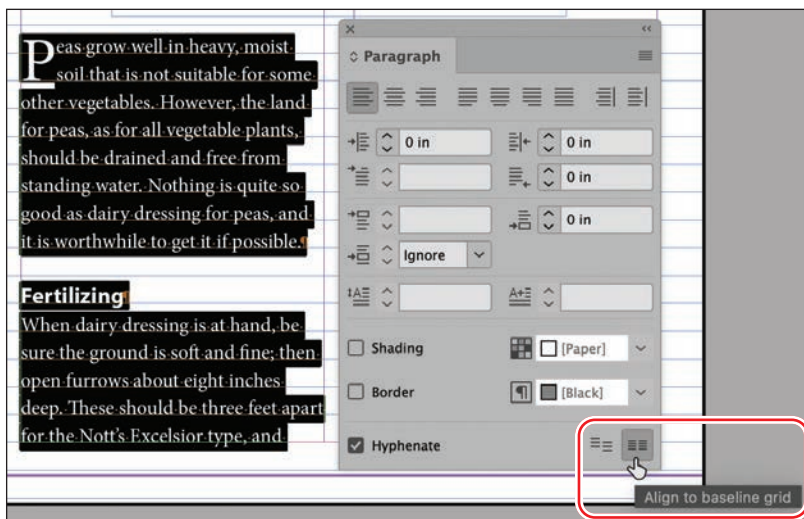 Peas grow well in heavy, moist
soil that is not suitable for some
other vegetables. However, the land
for peas, as for all vegetable plants,
should be drained and free from
standing water. Nothing is quite so
good as dairy dressing for peas, and
it is worthwhile to get it if possible.¶
Fertilizing¶
When dairy dressing is at hand, be
sure the ground is soft and fine; then
open furrows about eight inches
deep. These should be three feet apart
for the Nott's Excelsior type, and
Paragraph
0 in
0 in
0 in
0 in
Ignore
Shading
[Paper]
Border
[Black]
Hyphenate
Align to baseline grid